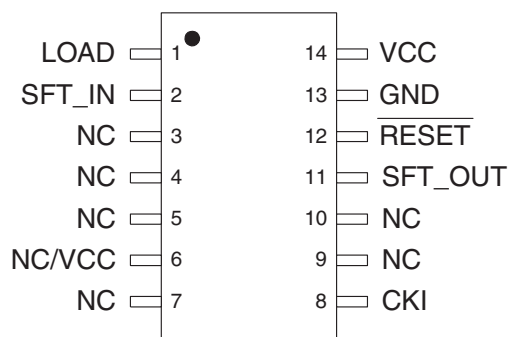 LOAD 1 14 VCC
SFT_IN 2 13 GND
NC 3 12 RESET
NC 4 11 SFT_OUT
NC 5 10 NC
NC/VCC 6 9 NC
NC 7 8 CKI